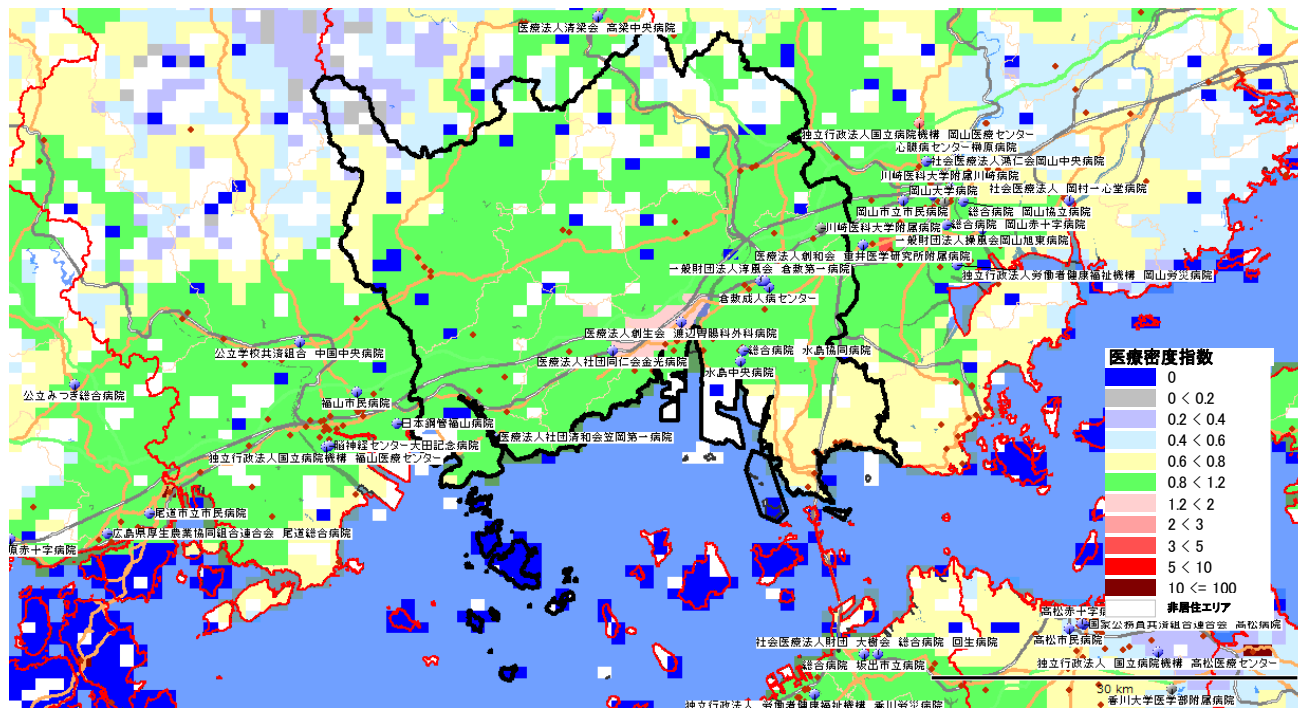 医療法人清梁会 高梁中央病院
独立行政法人国立病院機構 岡山医療センター
心臓病センター榊原病院
社会医療法人鴻仁会岡山中央病院
川崎医科大学附属川崎病院
岡山大学病院
社会医療法人 岡村一心堂病院
岡山市立市民病院
総合病院 岡山協立病院
川崎医科大学附属病院
総合病院 岡山赤十字病院
一般財団法人操風会岡山旭東病院
医療法人創和会 重井医学研究所附属病院
一般財団法人淳風会 倉敷第一病院
独立行政法人労働者健康福祉機構 岡山労災病院
倉敷成人病センター
医療法人創生会 渡辺胃腸科外科病院
公立学校共済組合 中国中央病院
総合病院 水島協同病院
医療法人社団同仁会金光病院
水島中央病院
公立みつぎ総合病院
福山市民病院
日本鋼管福山病院
医療法人社団清和会笠岡第一病院
脳神経センター大田記念病院
独立行政法人国立病院機構 福山医療センター
尾道市立市民病院
広島県厚生農業協同組合連合会 尾道総合病院
原赤十字病院
医療密度指数
0
0 < 0.2
0.2 < 0.4
0.4 < 0.6
0.6 < 0.8
0.8 < 1.2
1.2 < 2
2 < 3
3 < 5
5 < 10
10 <= 100
非居住エリア
高松赤十字病
国家公務員共済組合連合会 高松病院
高松市民病院
社会医療法人財団 大樹会 総合病院 回生病院
総合病院 坂出市立病院
独立行政法人 国立病院機構 高松医療センター
30 km
香川大学医学部附属病院
独立行政法人 労働者健康福祉機構 香川労災病院